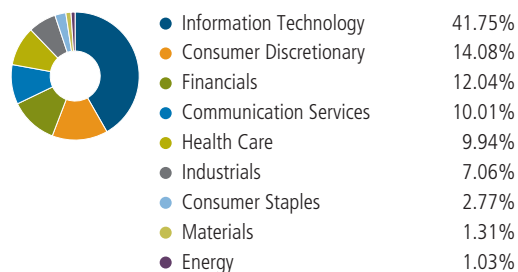 Information Technology 41.75%
Consumer Discretionary 14.08%
Financials 12.04%
Communication Services 10.01%
Health Care 9.94%
Industrials 7.06%
Consumer Staples 2.77%
Materials 1.31%
Energy 1.03%